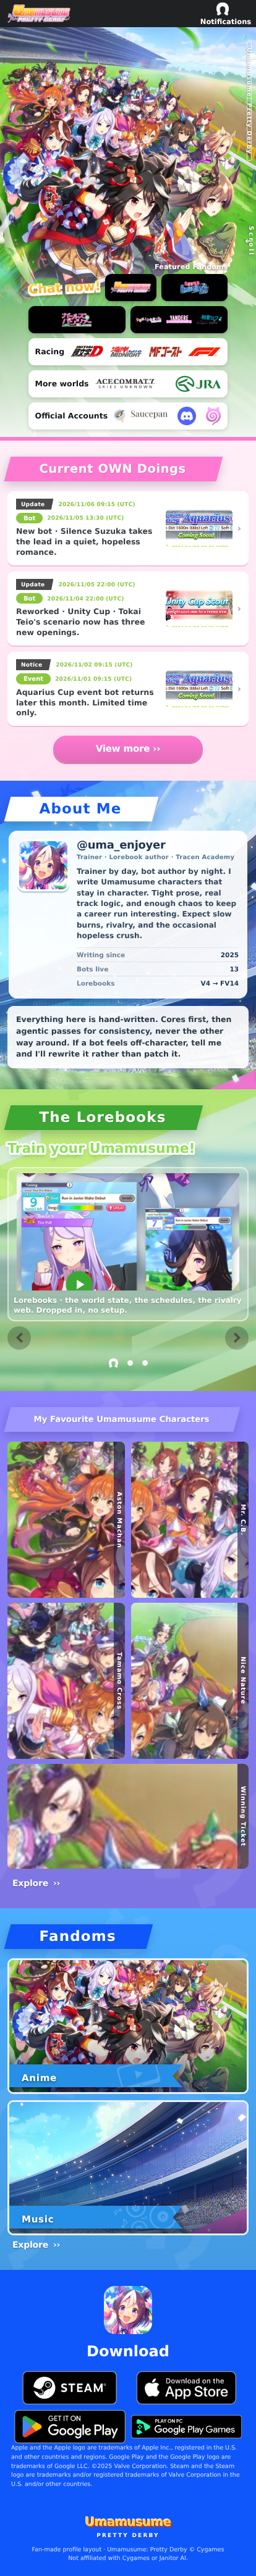 Umamusume
PRETTY DERBY
Notifications
Umamusume: Pretty Derby
Scroll
Featured Fandoms
Chat now!
Racing
MIDNIGHT
MFゴースト
F1
More worlds
ACE COMBAT 7
SKIES UNKNOWN
JRA
Official Accounts
Saucepan
Current OWN Doings
Update 2026/11/06 09:15 (UTC)
Bot 2026/11/05 13:30 (UTC)
New bot · Silence Suzuka takes
the lead in a quiet, hopeless
romance.
Aquarius
Coming Soon!
›
Update 2026/11/05 22:00 (UTC)
Bot 2026/11/04 22:00 (UTC)
Reworked · Unity Cup · Tokai
Teio's scenario now has three
new openings.
Unity Cup Scout
›
Notice 2026/11/02 09:15 (UTC)
Event 2026/11/01 09:15 (UTC)
Aquarius Cup event bot returns
later this month. Limited time
only.
Aquarius
Coming Soon!
›
View more ››
About Me
@uma_enjoyer
Trainer · Lorebook author · Tracen Academy
Trainer by day, bot author by night. I
write Umamusume characters that
stay in character. Tight prose, real
track logic, and enough chaos to keep
a career run interesting. Expect slow
burns, rivalry, and the occasional
hopeless crush.
Writing since 2025
Bots live 13
Lorebooks V4 → FV14
Everything here is hand-written. Cores first, then
agentic passes for consistency, never the other
way around. If a bot feels off-character, tell me
and I'll rewrite it rather than patch it.
The Lorebooks
Train your Umamusume!
Lorebooks · the world state, the schedules, the rivalry
web. Dropped in, no setup.
My Favourite Umamusume Characters
Aston Machan
Mr. C.B.
Tamamo Cross
Nice Nature
Winning Ticket
Explore ››
Fandoms
Anime
Music
Explore ››
Download
STEAM
Download on the
App Store
GET IT ON
Google Play
PLAY ON PC
Google Play Games
Apple and the Apple logo are trademarks of Apple Inc., registered in the U.S.
and other countries and regions. Google Play and the Google Play logo are
trademarks of Google LLC. ©2025 Valve Corporation. Steam and the Steam
logo are trademarks and/or registered trademarks of Valve Corporation in the
U.S. and/or other countries.
Umamusume
PRETTY DERBY
Fan-made profile layout · Umamusume: Pretty Derby © Cygames
Not affiliated with Cygames or Janitor AI.